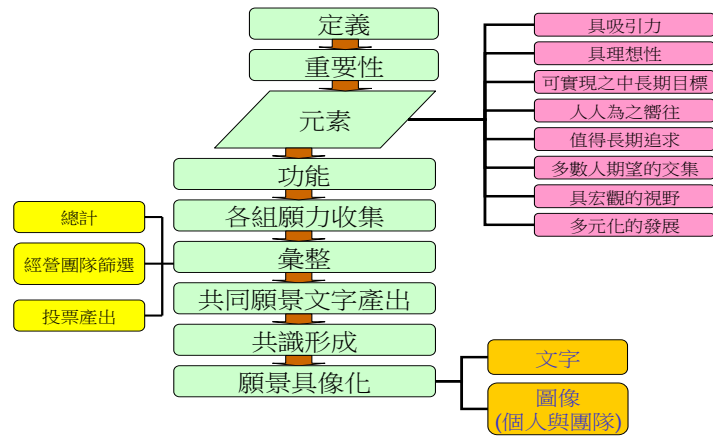 定義
重要性
元素
功能
各組願力收集
彙整
共同願景文字產出
共識形成
願景具像化
具吸引力
具理想性
可實現之中長期目標
人人為之嚮往
值得長期追求
多數人期望的交集
具宏觀的視野
多元化的發展
總計
經營團隊篩選
投票產出
文字
圖像
(個人與團隊)